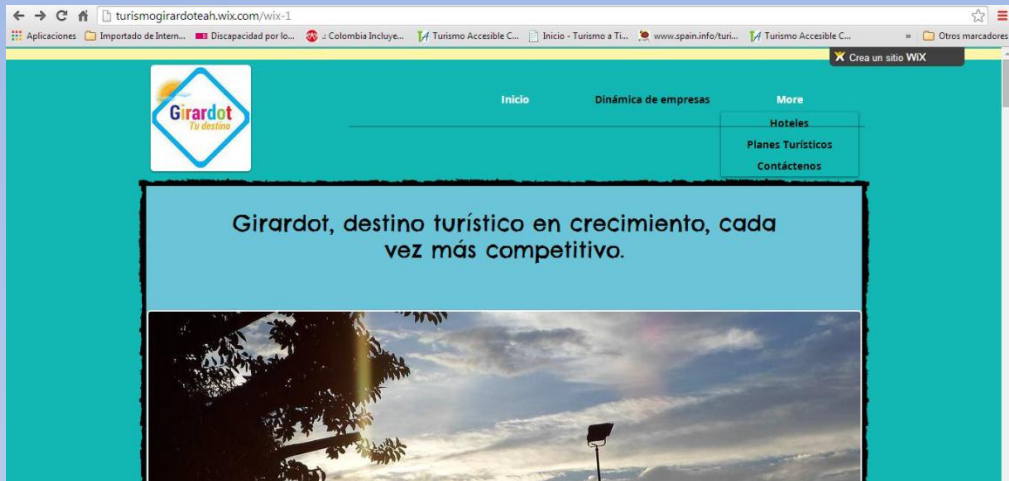 turismogirardoteah.wix.com/wix-1
Aplicaciones Importado de Intern... Discapacidad por lo... .: Colombia Incluye... Turismo Accesible C... Inicio - Turismo a Ti... www.spain.info/turi... Turismo Accesible C... » Otros marcadores
Crea un sitio WiX
Girardot
Tu destino
Inicio Dinámica de empresas More
Hoteles
Planes Turísticos
Contáctenos
Girardot, destino turístico en crecimiento, cada
vez más competitivo.